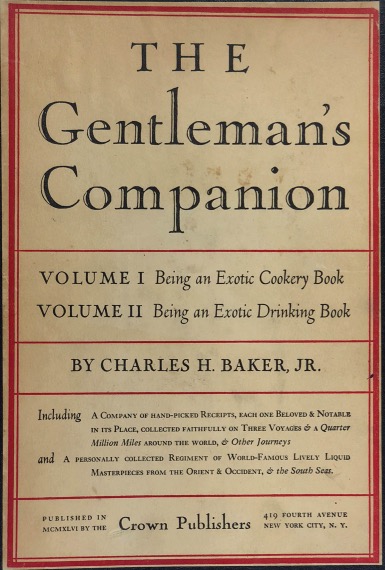 THE
Gentleman's
Companion
VOLUME I Being an Exotic Cookery Book
VOLUME II Being an Exotic Drinking Book
BY CHARLES H. BAKER, JR.
Including A COMPANY OF HAND-PICKED RECEIPTS, EACH ONE BELOVED & NOTABLE
IN ITS PLACE, COLLECTED FAITHFULLY ON THREE VOYAGES & a Quarter
Million Miles AROUND THE WORLD, & Other Journeys
and A PERSONALLY COLLECTED REGIMENT OF WORLD-FAMOUS LIVELY LIQUID
MASTERPIECES FROM THE ORIENT & OCCIDENT, & the South Seas.
PUBLISHED IN
MCMXLVI BY THE
Crown Publishers
419 FOURTH AVENUE
NEW YORK CITY, N. Y.